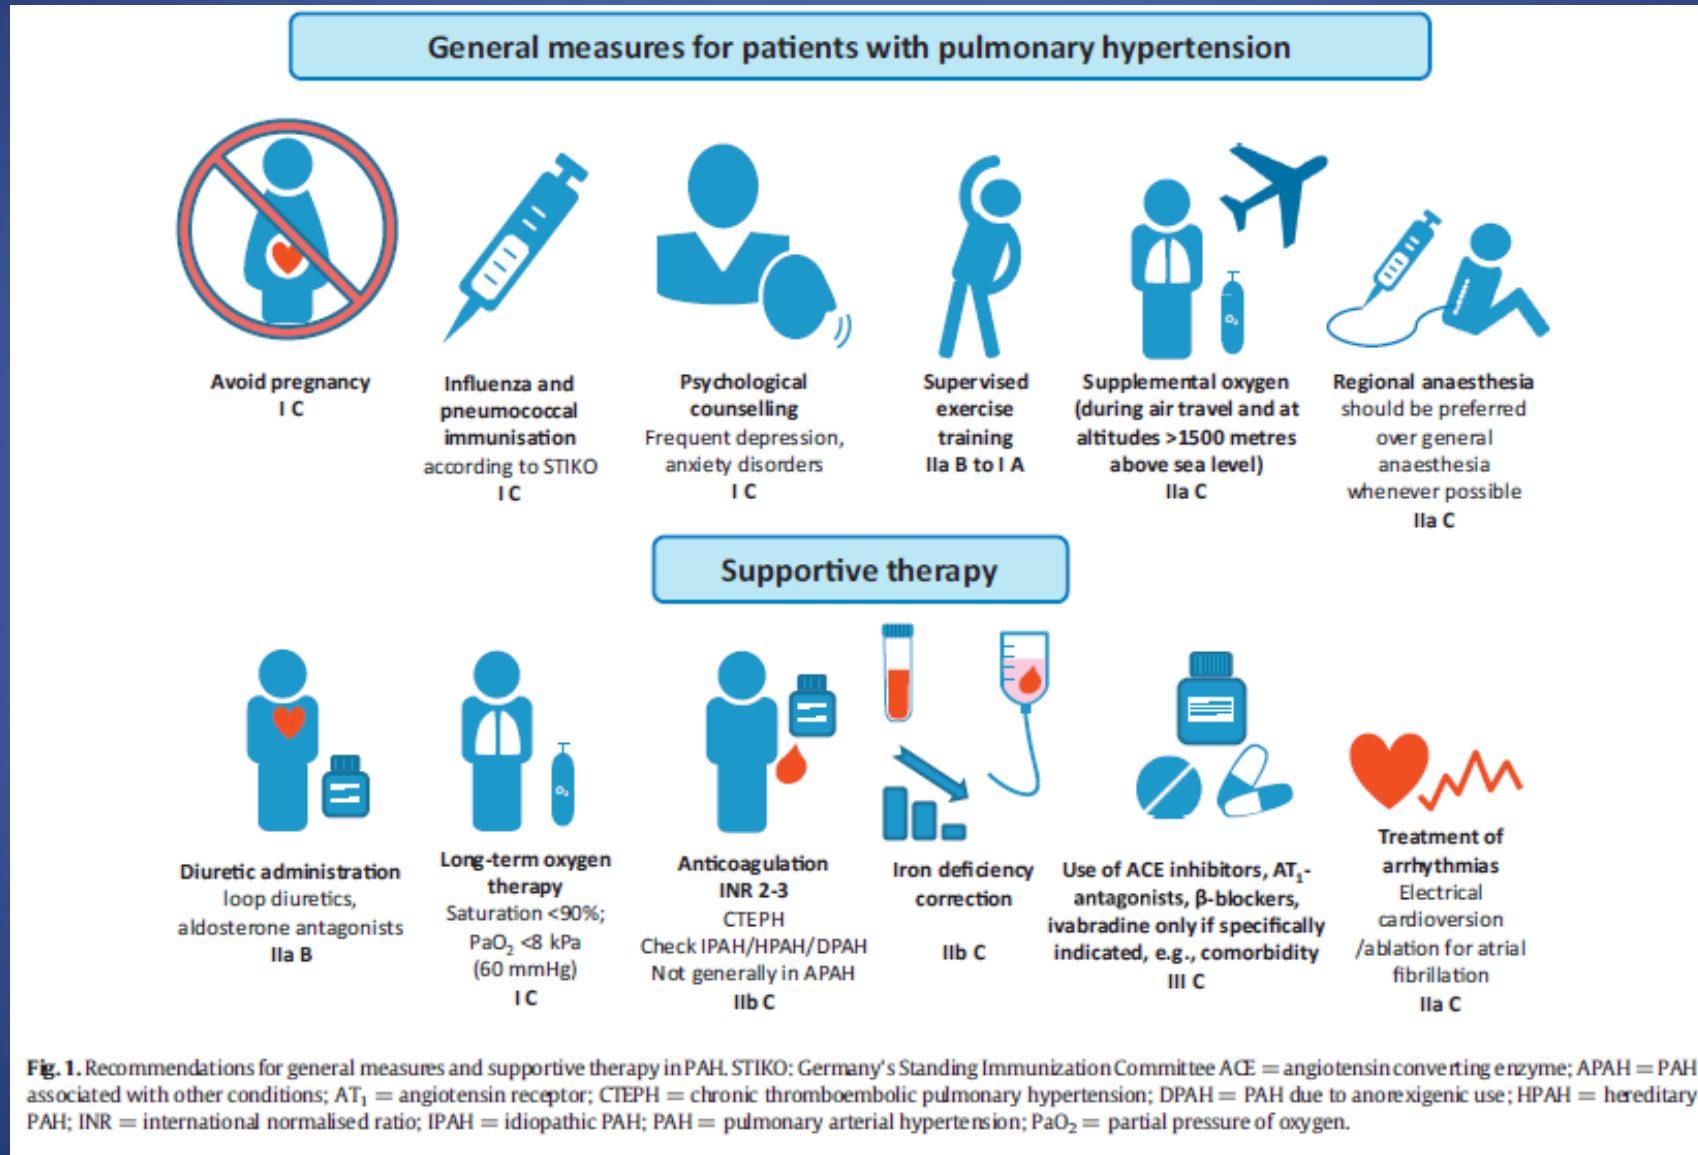 General measures for patients with pulmonary hypertension
Avoid pregnancy
I C
Influenza and
pneumococcal
immunisation
according to STIKO
I C
Psychological
counselling
Frequent depression,
anxiety disorders
I C
Supervised
exercise
training
IIa B to I A
O₂
Supplemental oxygen
(during air travel and at
altitudes >1500 metres
above sea level)
IIa C
Regional anaesthesia
should be preferred
over general
anaesthesia
whenever possible
IIa C
Supportive therapy
Diuretic administration
loop diuretics,
aldosterone antagonists
IIa B
O₂
Long-term oxygen
therapy
Saturation <90%;
PaO₂ <8 kPa
(60 mmHg)
I C
Anticoagulation
INR 2-3
CTEPH
Check IPAH/HPAH/DPAH
Not generally in APAH
IIb C
Iron deficiency
correction
IIb C
Use of ACE inhibitors, AT₁-
antagonists, β-blockers,
ivabradine only if specifically
indicated, e.g., comorbidity
III C
Treatment of
arrhythmias
Electrical
cardioversion
/ablation for atrial
fibrillation
IIa C
Fig. 1. Recommendations for general measures and supportive therapy in PAH. STIKO: Germany's Standing Immunization Committee ACE = angiotensin converting enzyme; APAH = PAH
associated with other conditions; AT₁ = angiotensin receptor; CTEPH = chronic thromboembolic pulmonary hypertension; DPAH = PAH due to anorexigenic use; HPAH = hereditary
PAH; INR = international normalised ratio; IPAH = idiopathic PAH; PAH = pulmonary arterial hypertension; PaO₂ = partial pressure of oxygen.